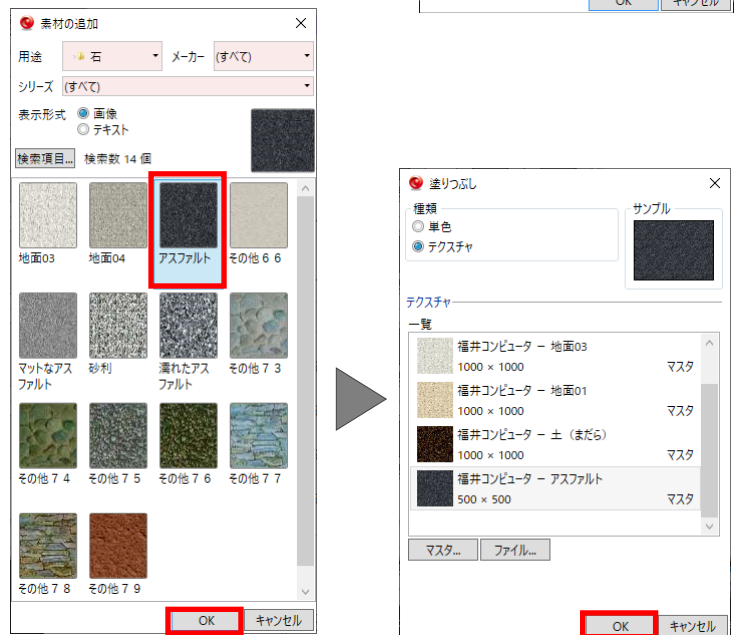 OK キャンセル
素材の追加
用途 石 メーカー (すべて)
シリーズ (すべて)
表示形式 画像
テキスト
検索項目... 検索数 14 個
地面03 地面04 アスファルト その他６６
マットなアス
ファルト
砂利
濡れたアス
ファルト
その他７３
その他７４ その他７５ その他７６ その他７７
その他７８ その他７９
OK キャンセル
塗りつぶし
種類
単色
テクスチャ
サンプル
テクスチャ
一覧
福井コンピュータ － 地面03
1000 × 1000 マスタ
福井コンピュータ － 地面01
1000 × 1000 マスタ
福井コンピュータ － 土（まだら）
1000 × 1000 マスタ
福井コンピュータ － アスファルト
500 × 500 マスタ
マスタ... ファイル...
OK キャンセル